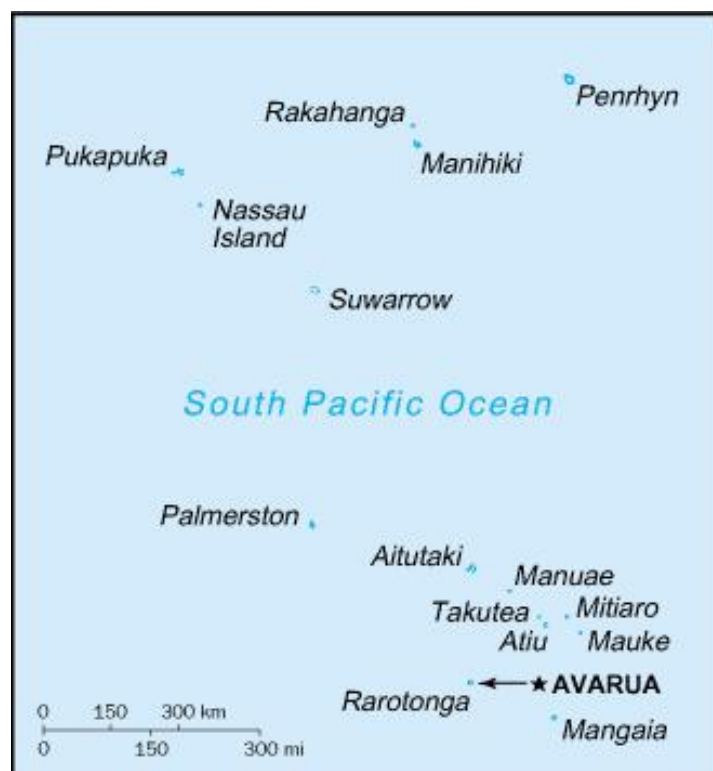 Penrhyn
Rakahanga
Manihiki
Pukapuka
Nassau
Island
Suwarrow
South Pacific Ocean
Palmerston
Aitutaki
Manuae
Takutea
Mitiaro
Atiu
Mauke
AVARUA
Rarotonga
Mangaia
0 150 300 km
0 150 300 mi